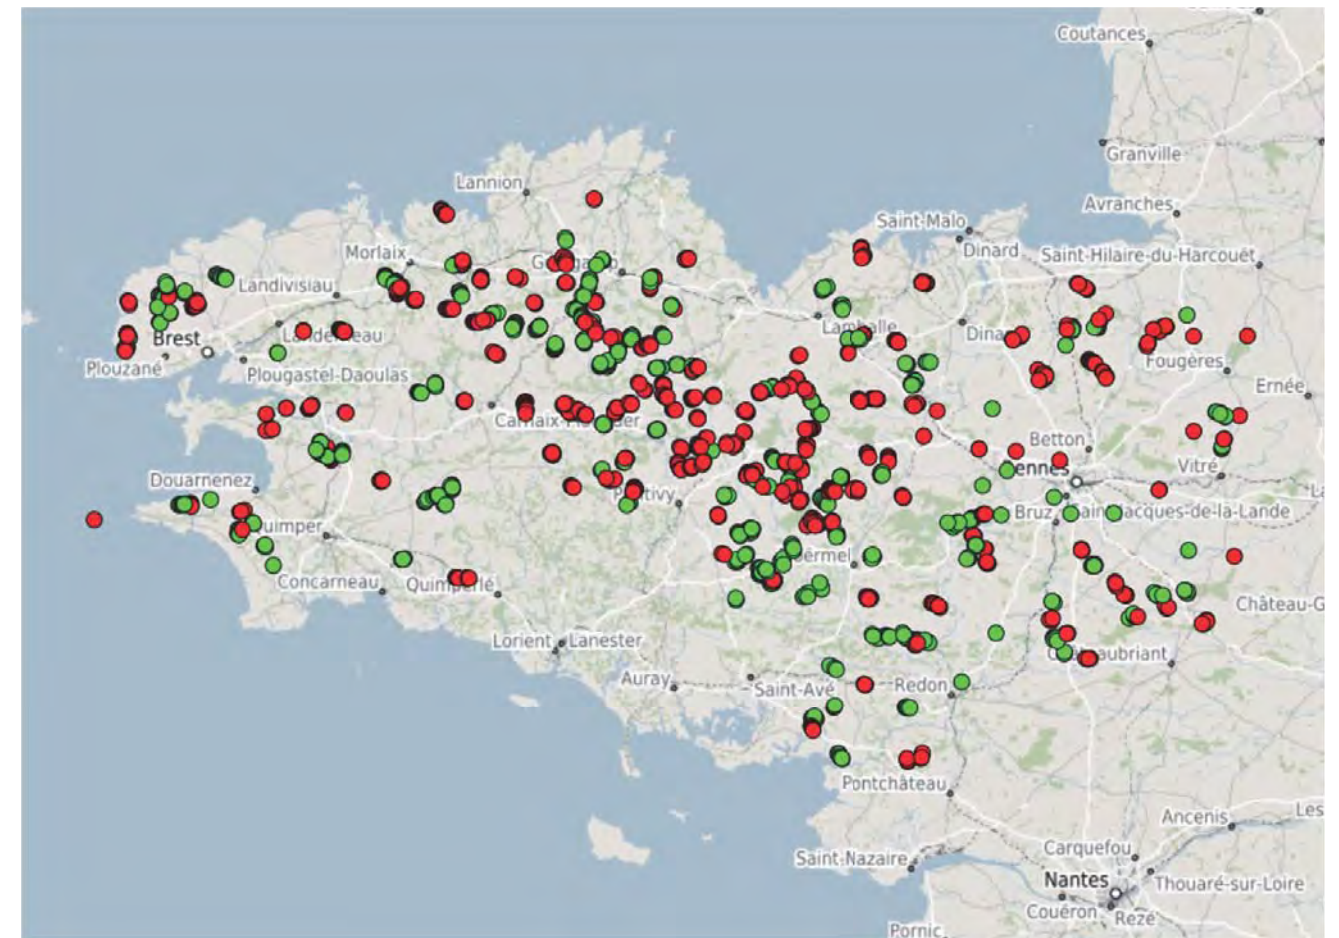 Coutances
Granville
Lannion
Avranches
Saint-Malo
Dinard
Morlaix
Saint-Hilaire-du-Harcouët
Landivisiau
Lamballe
Brest
Plouzané
Fougères
Plougastel-Daoulas
Ernée
Betton
Vitré
Douarnenez
Bruz
Concarneau
Quimperlé
Château-G
Lorient
Lanester
Auray
Saint-Avé
Redon
Pontchâteau
Ancenis
Les
Saint-Nazaire
Carquefou
Nantes
Thouaré-sur-Loire
Couëron
Rezé
Pornic